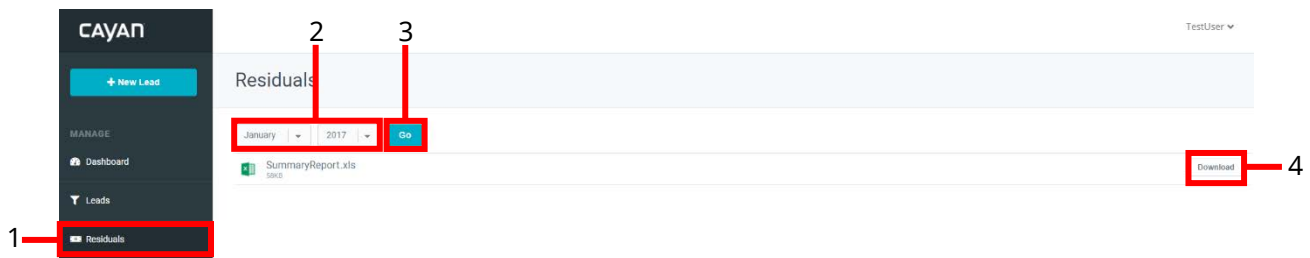 CAYAN
2
3
TestUser
+ New Lead
Residuals
MANAGE
January
2017
Go
Dashboard
SummaryReport.xls
58KB
Download
4
Leads
1
Residuals